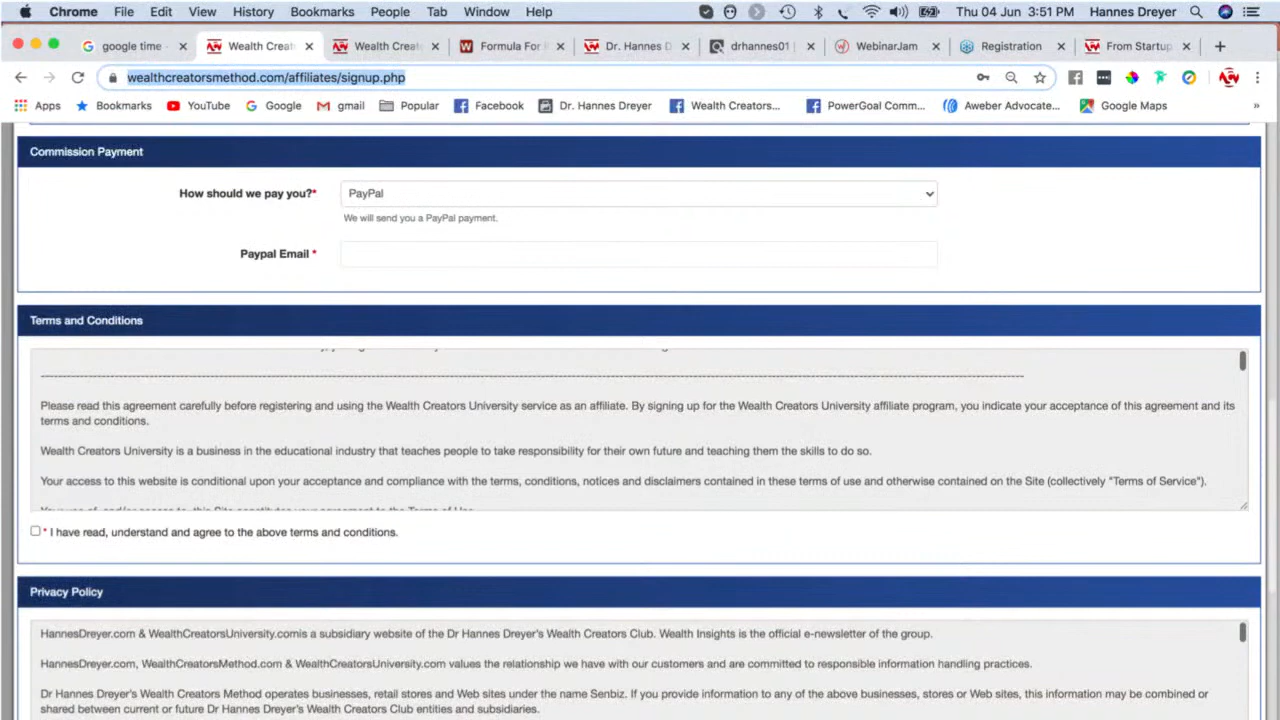 Chrome File Edit View History Bookmarks People Tab Window Help Thu 04 Jun 3:51 PM Hannes Dreyer
google time Wealth Creat Wealth Creat Formula For Dr. Hannes D drhannes01 | WebinarJam Registration From Startup
wealthcreatorsmethod.com/affiliates/signup.php
Apps Bookmarks YouTube Google gmail Popular Facebook Dr. Hannes Dreyer Wealth Creators... PowerGoal Comm... Aweber Advocate... Google Maps »
Commission Payment
How should we pay you?* PayPal
We will send you a PayPal payment.
Paypal Email *
Terms and Conditions
Please read this agreement carefully before registering and using the Wealth Creators University service as an affiliate. By signing up for the Wealth Creators University affiliate program, you indicate your acceptance of this agreement and its
terms and conditions.
Wealth Creators University is a business in the educational industry that teaches people to take responsibility for their own future and teaching them the skills to do so.
Your access to this website is conditional upon your acceptance and compliance with the terms, conditions, notices and disclaimers contained in these terms of use and otherwise contained on the Site (collectively "Terms of Service").
* I have read, understand and agree to the above terms and conditions.
Privacy Policy
HannesDreyer.com & WealthCreatorsUniversity.comis a subsidiary website of the Dr Hannes Dreyer's Wealth Creators Club. Wealth Insights is the official e-newsletter of the group.
HannesDreyer.com, WealthCreatorsMethod.com & WealthCreatorsUniversity.com values the relationship we have with our customers and are committed to responsible information handling practices.
Dr Hannes Dreyer's Wealth Creators Method operates businesses, retail stores and Web sites under the name Senbiz. If you provide information to any of the above businesses, stores or Web sites, this information may be combined or
shared between current or future Dr Hannes Dreyer's Wealth Creators Club entities and subsidiaries.